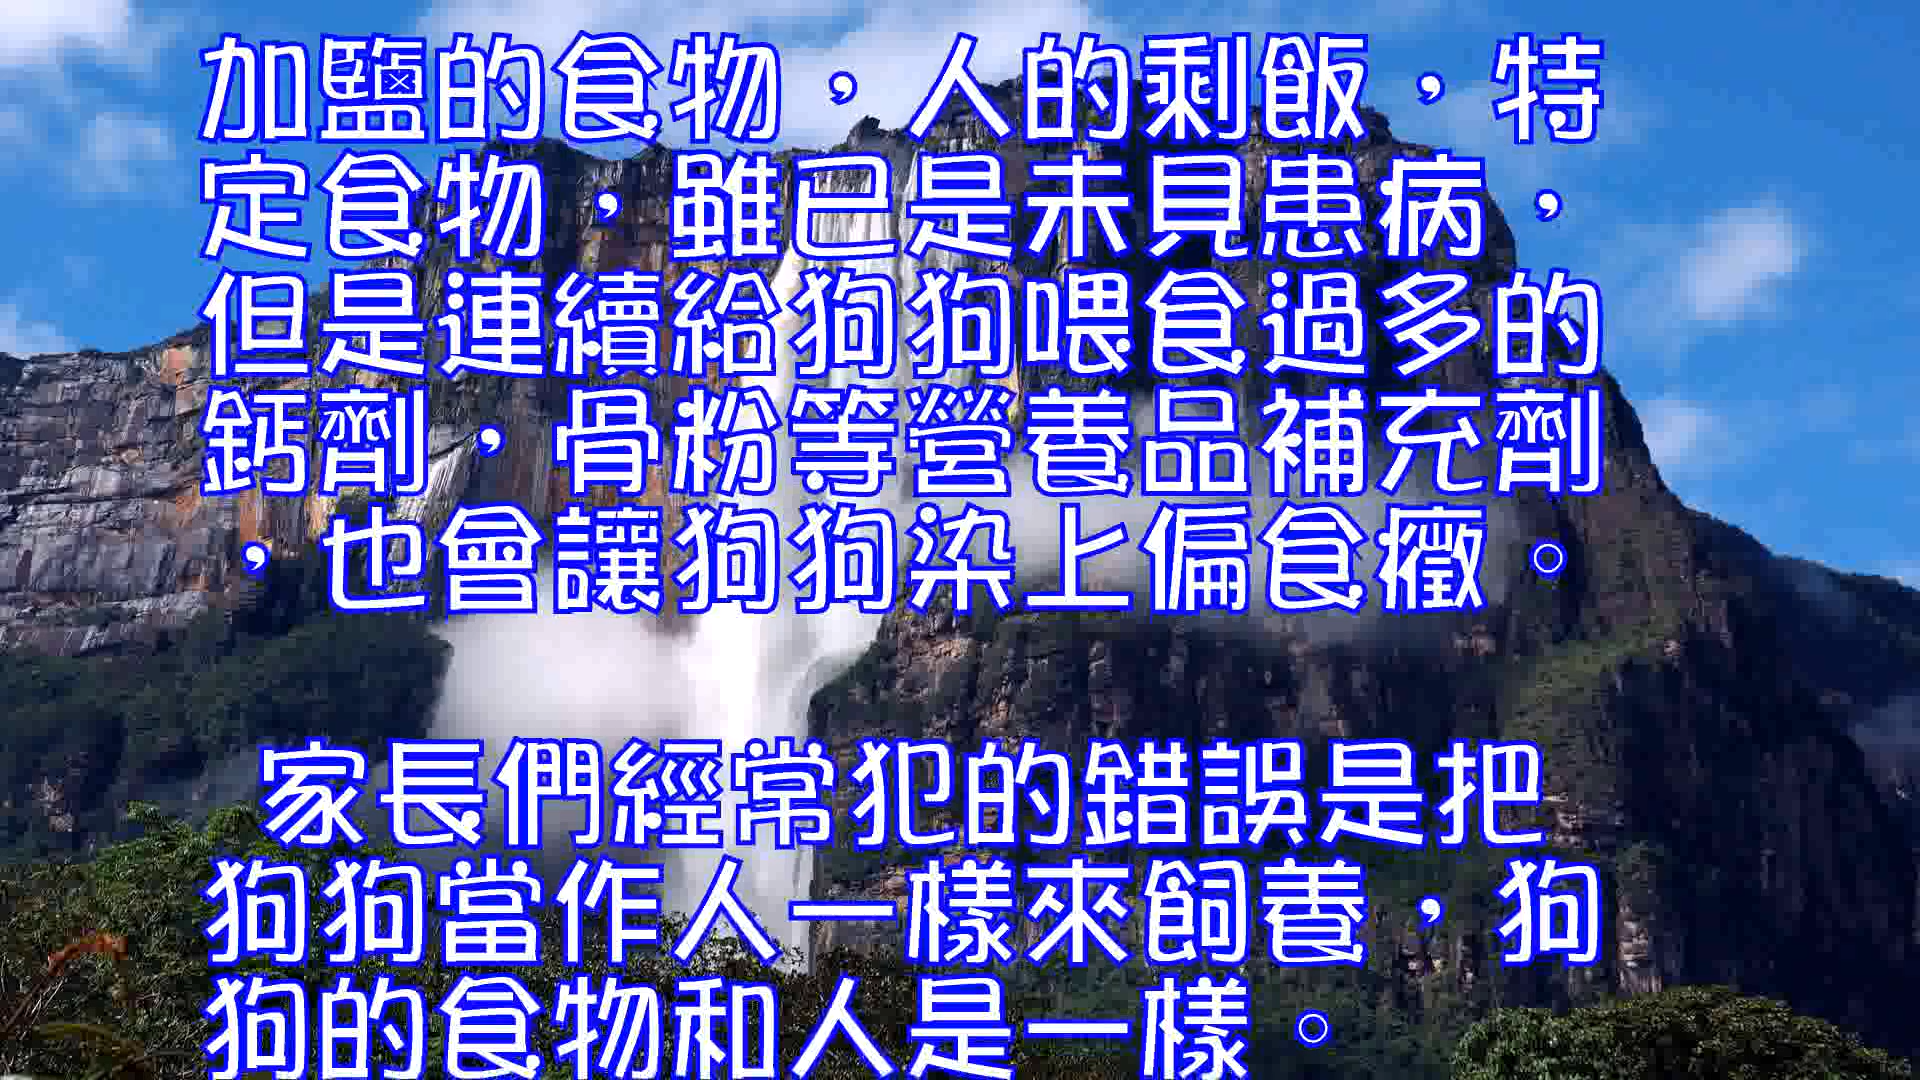 加鹽的食物，人的剩飯，特
定食物，雖已是未見患病，
但是連續給狗狗喂食過多的
鈣劑，骨粉等營養品補充劑
，也會讓狗狗染上偏食癥。
家長們經常犯的錯誤是把
狗狗當作人一樣來飼養，狗
狗的食物和人是一樣。